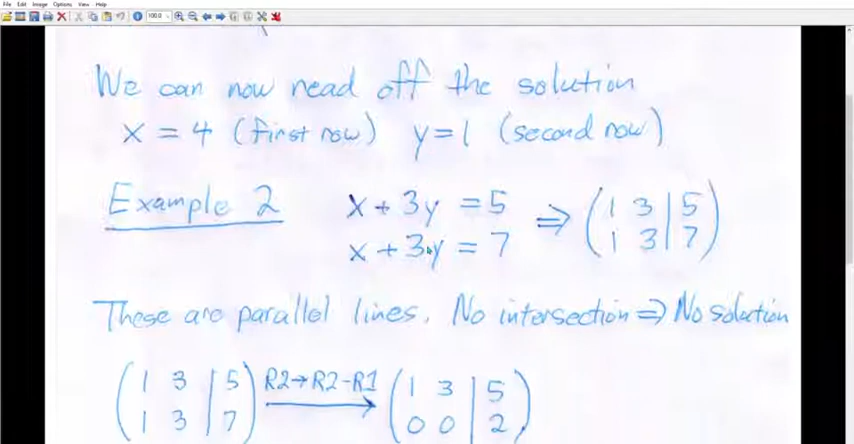 File Edit Image Options View Help
100.0
We can now read off the solution
x = 4 (first row) y=1 (second row)
Example 2 x + 3y = 5 ⇒ ( 1 3 | 5 )
x + 3y = 7 ( 1 3 | 7 )
These are parallel lines. No intersection ⇒ No solution
( 1 3 | 5 ) R2→R2-R1 ( 1 3 | 5 )
( 1 3 | 7 ) ( 0 0 | 2 )